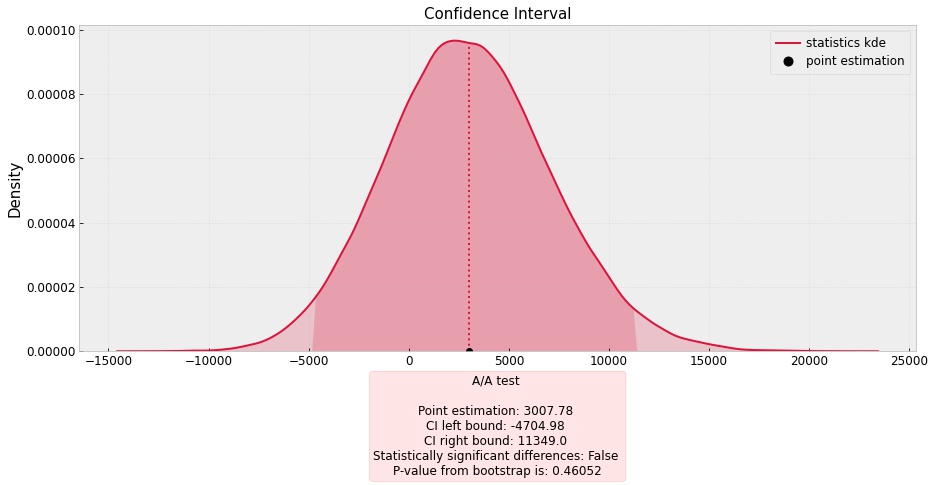 Confidence Interval
statistics kde
point estimation
Density
0.00010
0.00008
0.00006
0.00004
0.00002
0.00000
−15000 −10000 −5000 0 5000 10000 15000 20000 25000
A/A test
Point estimation: 3007.78
CI left bound: -4704.98
CI right bound: 11349.0
Statistically significant differences: False
P-value from bootstrap is: 0.46052